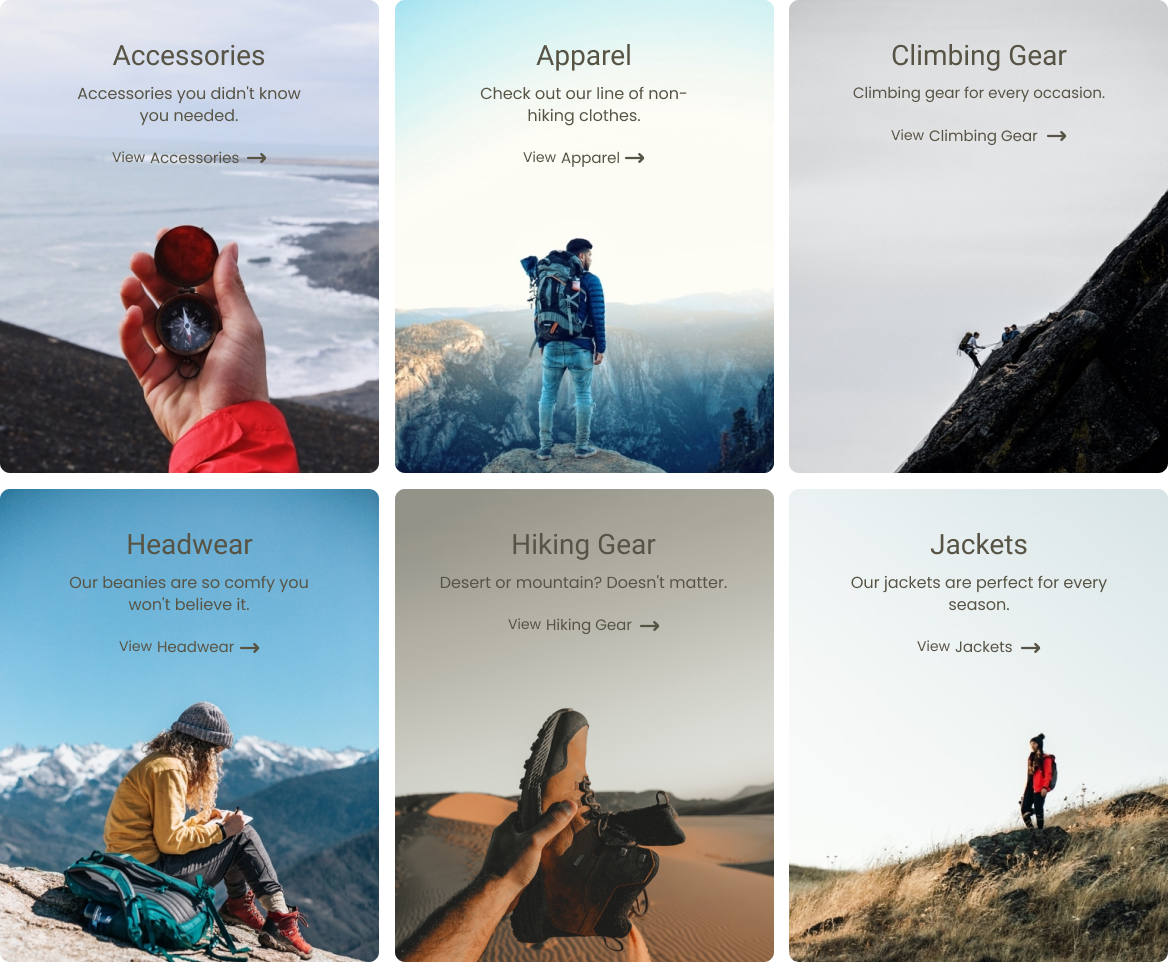 Accessories
Accessories you didn't know
you needed.
View Accessories
Apparel
Check out our line of non-
hiking clothes.
View Apparel
Climbing Gear
Climbing gear for every occasion.
View Climbing Gear
Headwear
Our beanies are so comfy you
won't believe it.
View Headwear
Hiking Gear
Desert or mountain? Doesn't matter.
View Hiking Gear
Jackets
Our jackets are perfect for every
season.
View Jackets